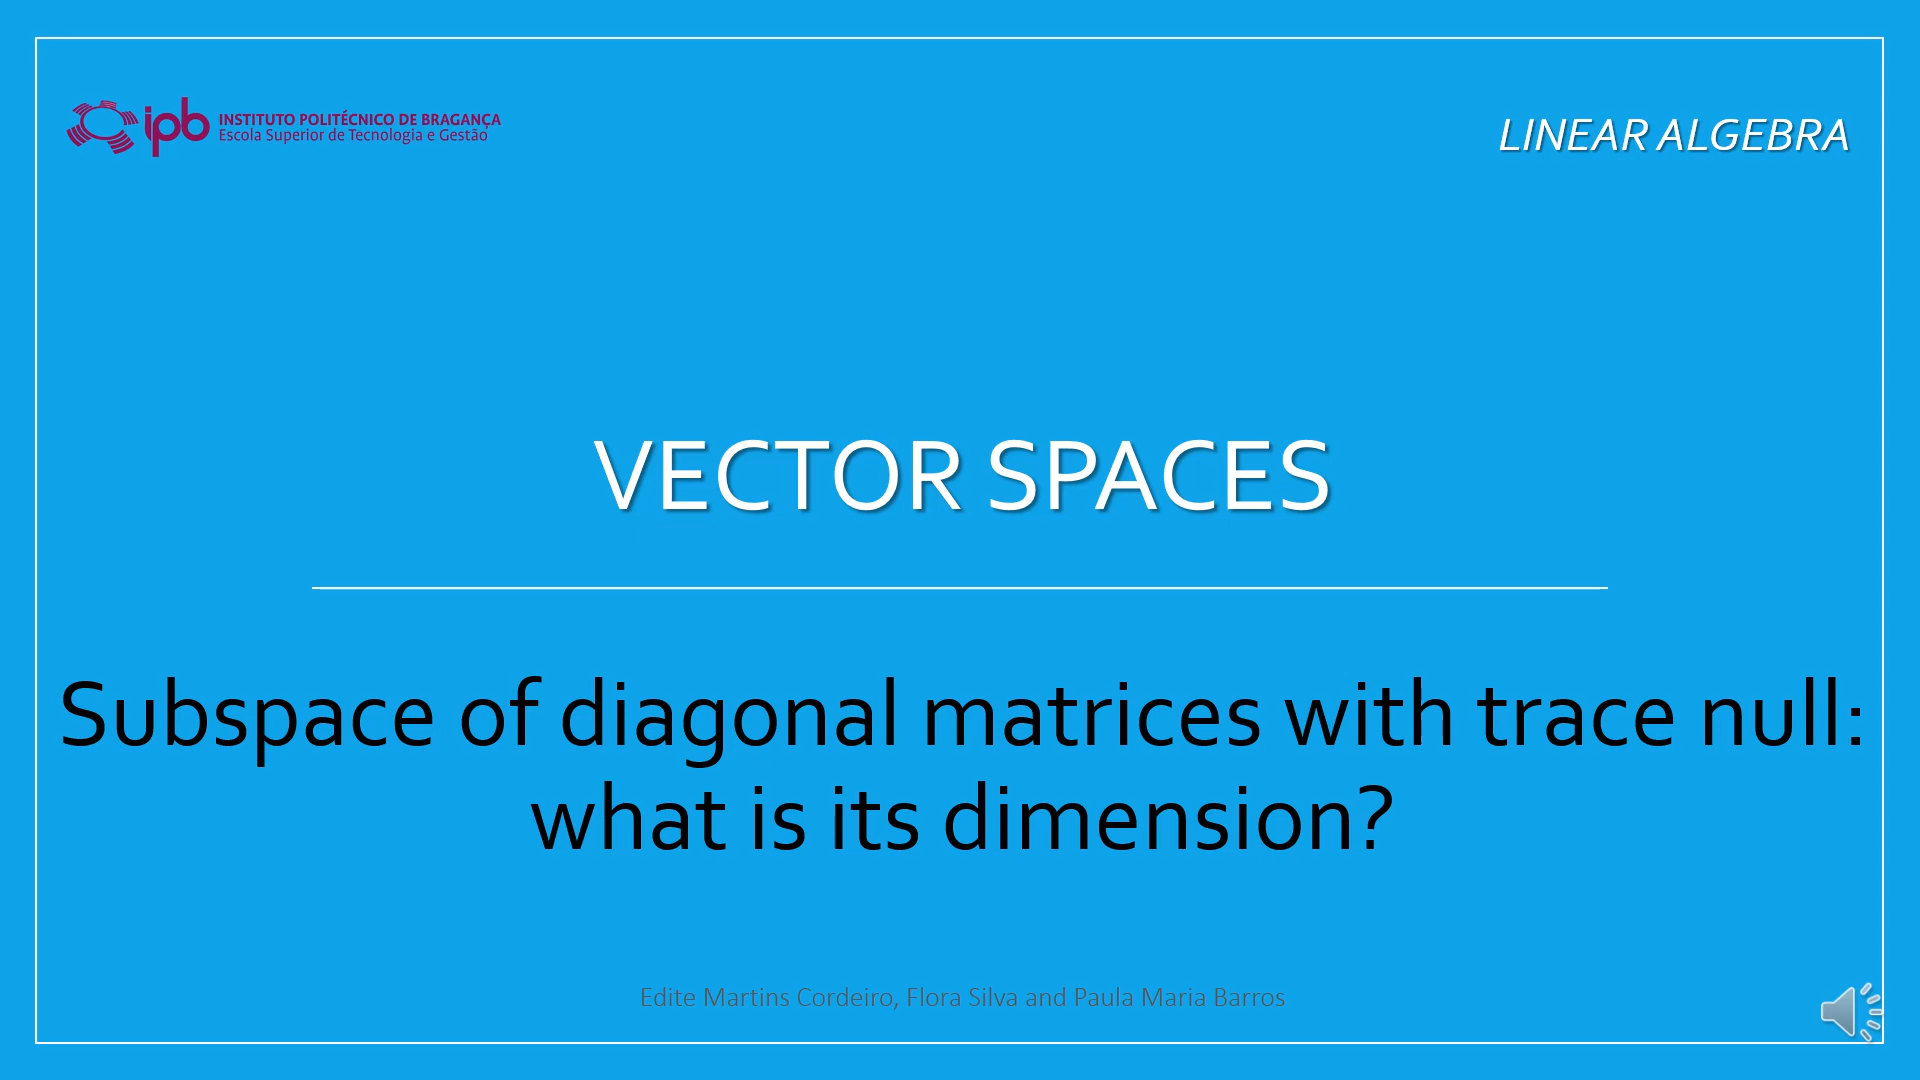 ipb
INSTITUTO POLITÉCNICO DE BRAGANÇA
Escola Superior de Tecnologia e Gestão
LINEAR ALGEBRA
VECTOR SPACES
Subspace of diagonal matrices with trace null:
what is its dimension?
Edite Martins Cordeiro, Flora Silva and Paula Maria Barros